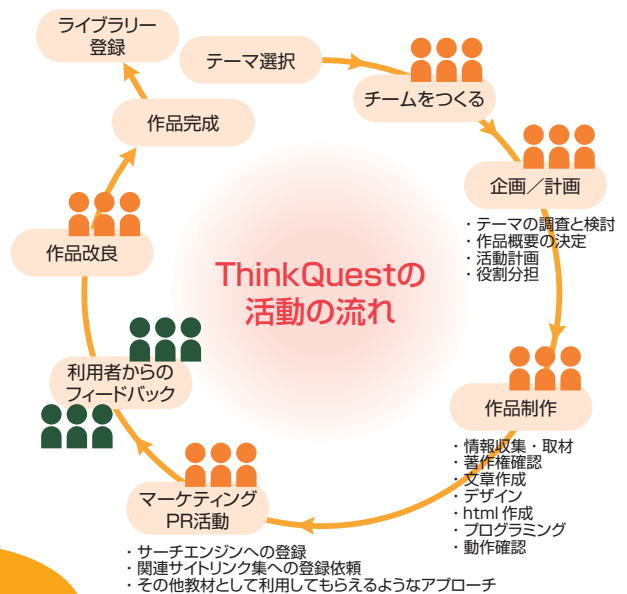 ライブラリー
登録
テーマ選択
チームをつくる
作品完成
企画／計画
・テーマの調査と検討
・作品概要の決定
・活動計画
・役割分担
作品改良
ThinkQuestの
活動の流れ
利用者からの
フィードバック
作品制作
・情報収集・取材
・著作権確認
・文章作成
・デザイン
・html 作成
・プログラミング
・動作確認
マーケティング
PR活動
・サーチエンジンへの登録
・関連サイトリンク集への登録依頼
・その他教材として利用してもらえるようなアプローチ